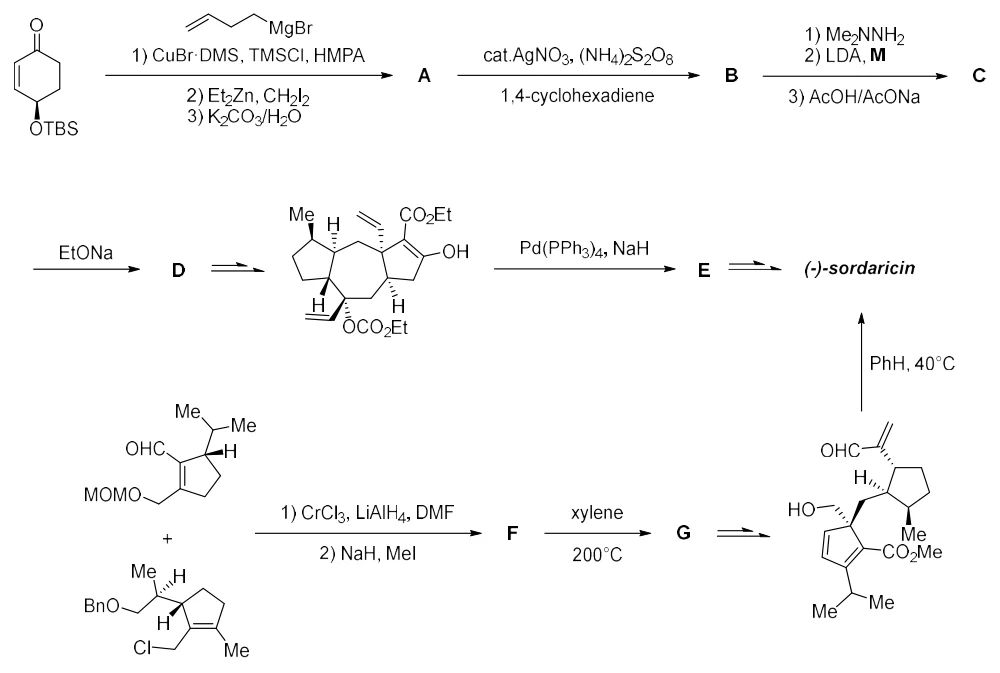 O
OTBS
MgBr
1) CuBr·DMS, TMSCl, HMPA
2) Et₂Zn, CH₂I₂
3) K₂CO₃/H₂O
A
cat.AgNO₃, (NH₄)₂S₂O₈
1,4-cyclohexadiene
B
1) Me₂NNH₂
2) LDA, M
3) AcOH/AcONa
C
EtONa
D
Me
H
CO₂Et
OH
H
H
OCO₂Et
Pd(PPh₃)₄, NaH
E
(-)-sordaricin
PhH, 40°C
Me
Me
OHC
H
MOMO
+
Me
H
BnO
H
Cl
Me
1) CrCl₃, LiAlH₄, DMF
2) NaH, MeI
F
xylene
200°C
G
OHC
H
HO
Me
CO₂Me
Me
Me